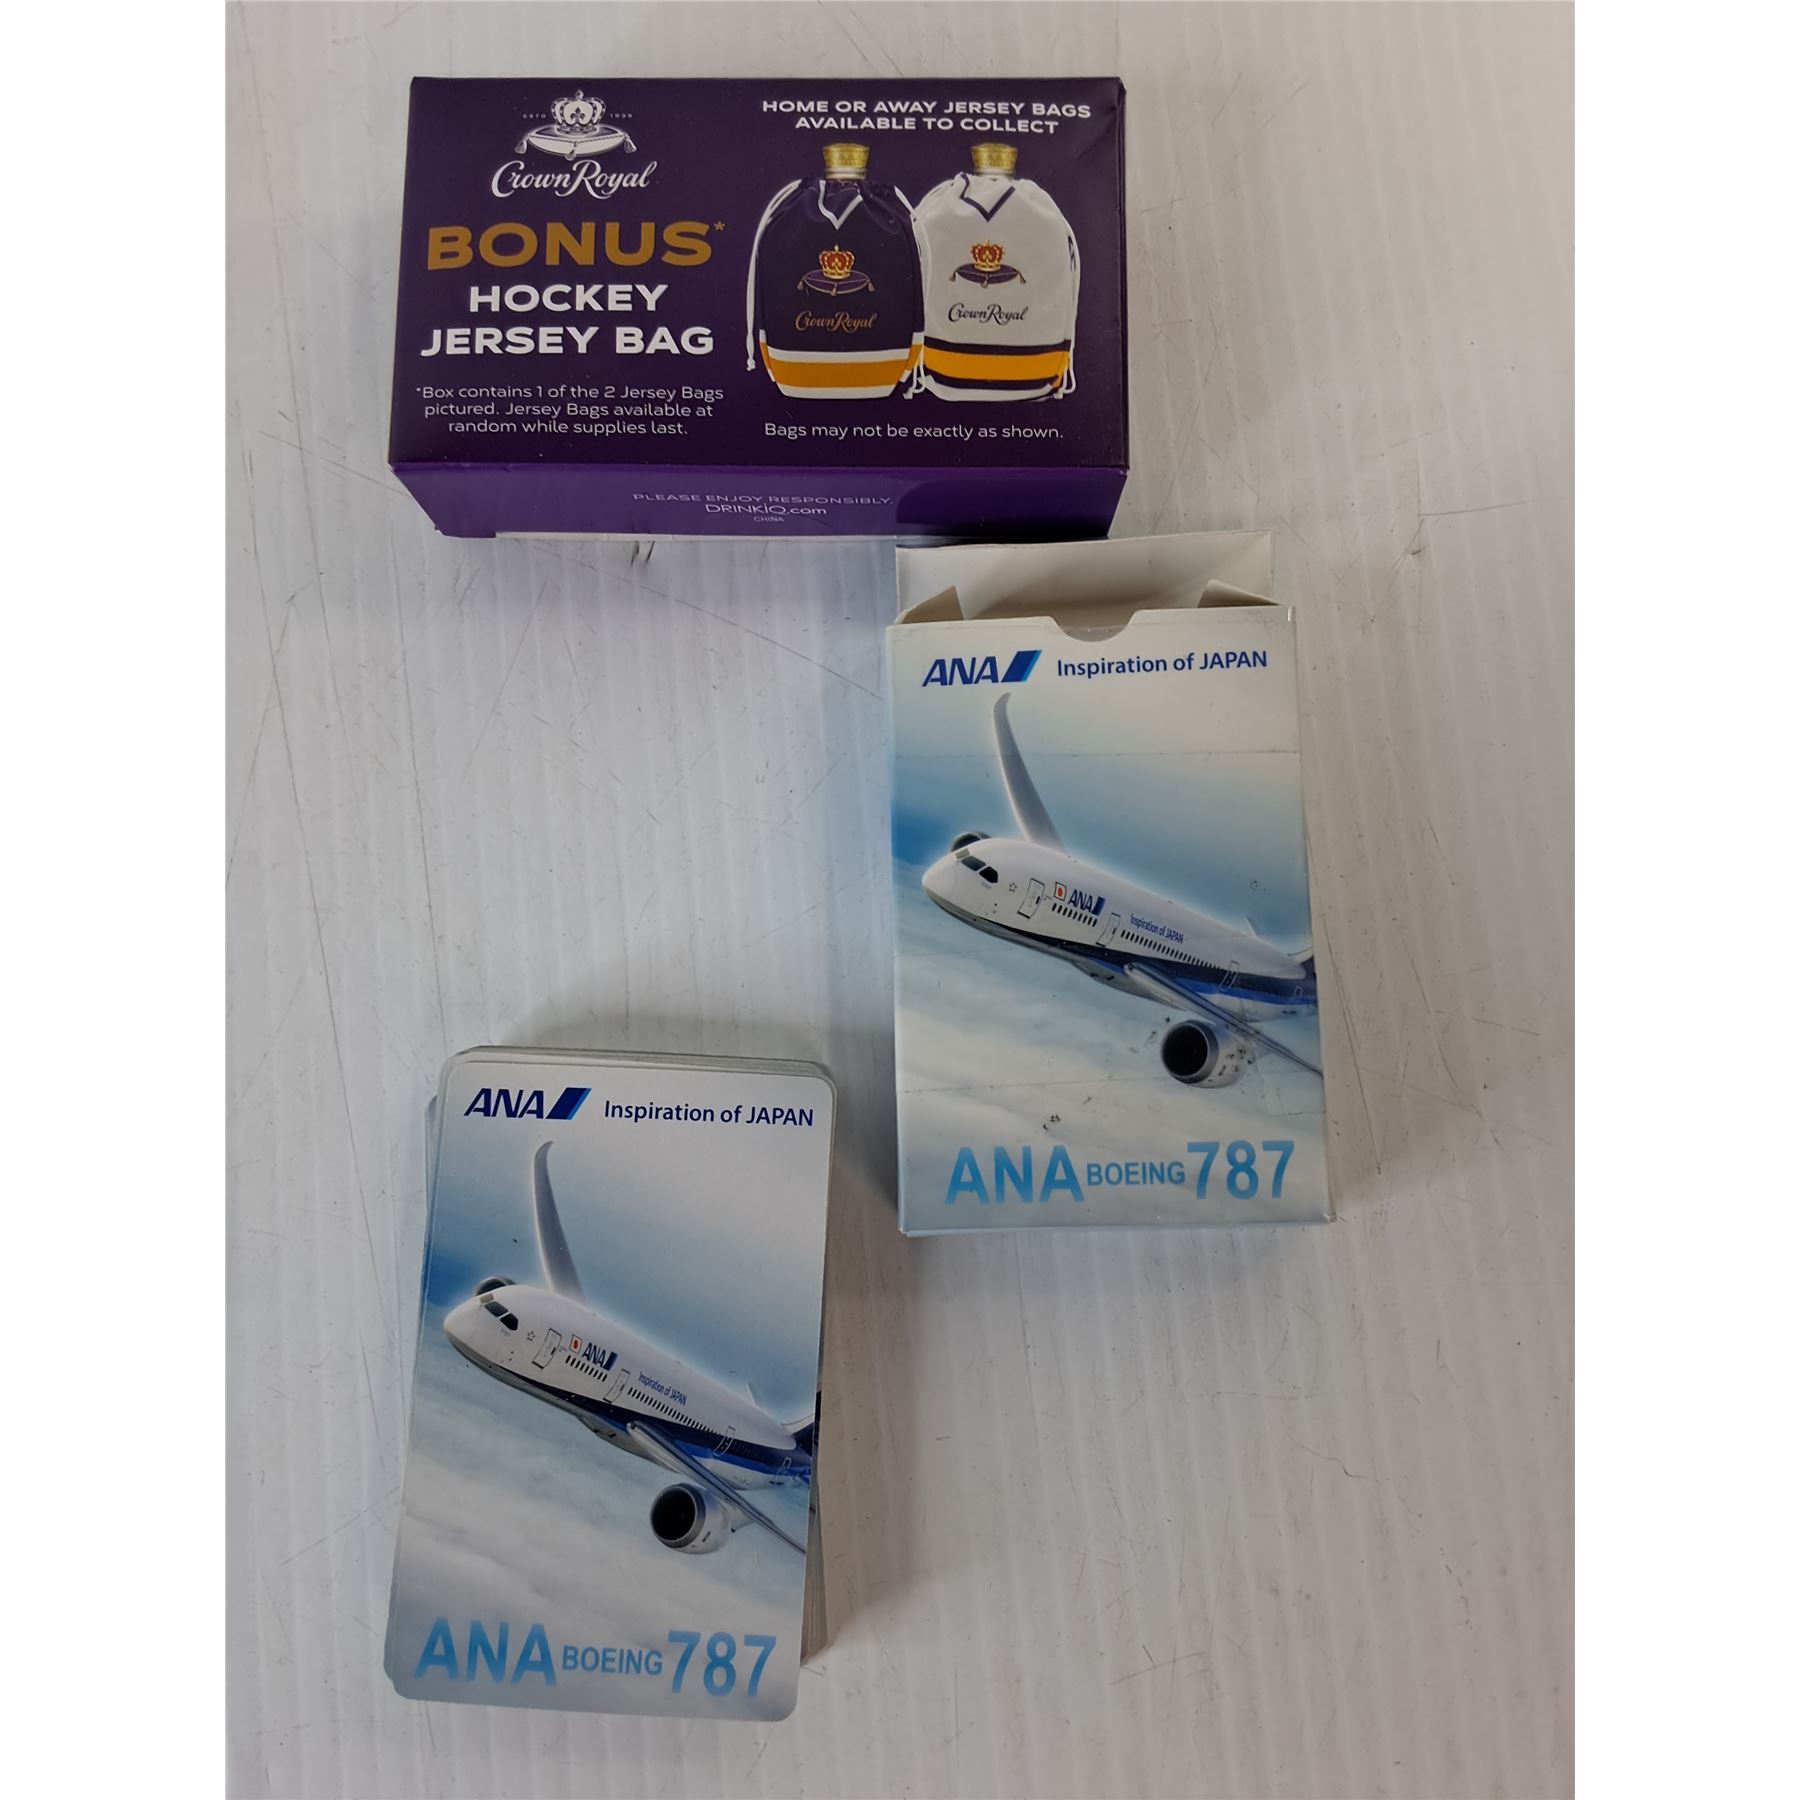 ESTD 1939
Crown Royal
BONUS*
HOCKEY
JERSEY BAG
*Box contains 1 of the 2 Jersey Bags
pictured. Jersey Bags available at
random while supplies last.
HOME OR AWAY JERSEY BAGS
AVAILABLE TO COLLECT
Crown Royal
Crown Royal
Bags may not be exactly as shown.
PLEASE ENJOY RESPONSIBLY.
DRINKiQ.com
CHINA
ANA Inspiration of JAPAN
ANA
Inspiration of JAPAN
ANA BOEING 787
ANA Inspiration of JAPAN
ANA
Inspiration of JAPAN
ANA BOEING 787